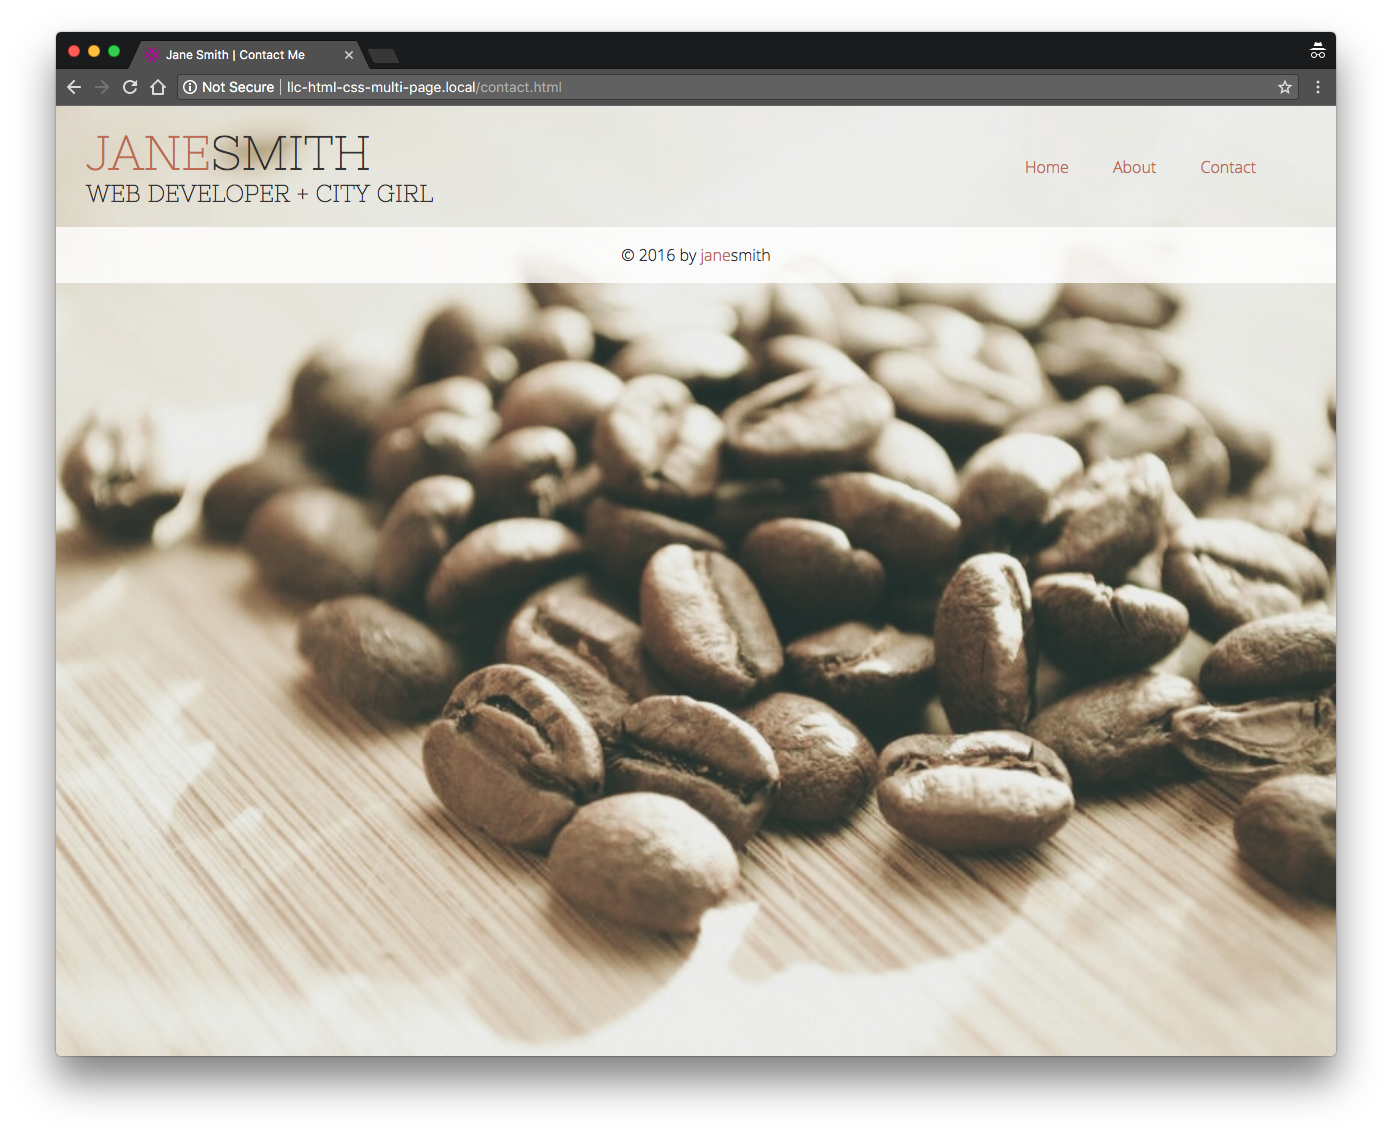 Jane Smith | Contact Me
Not Secure | llc-html-css-multi-page.local/contact.html
JANESMITH
WEB DEVELOPER + CITY GIRL
Home About Contact
© 2016 by janesmith